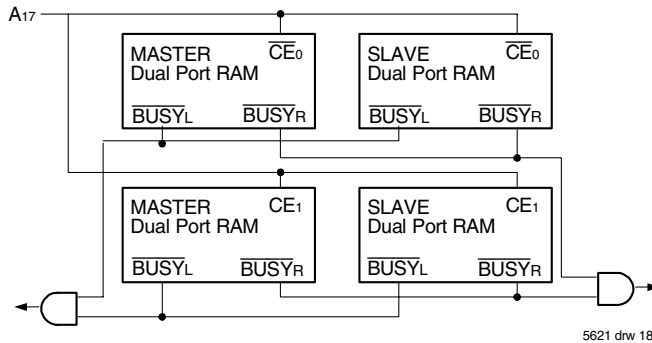 A17
MASTER
Dual Port RAM
CE0
BUSYL
BUSYR
SLAVE
Dual Port RAM
CE0
BUSYL
BUSYR
MASTER
Dual Port RAM
CE1
BUSYL
BUSYR
SLAVE
Dual Port RAM
CE1
BUSYL
BUSYR
5621 drw 18